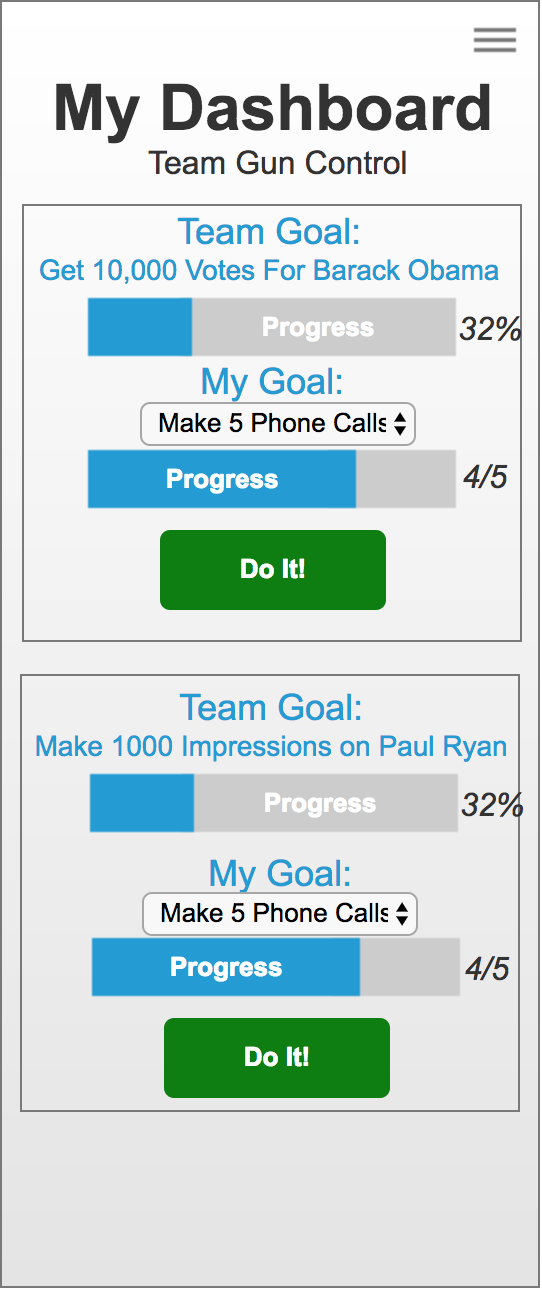 My Dashboard
Team Gun Control
Team Goal:
Get 10,000 Votes For Barack Obama
Progress 32%
My Goal:
Make 5 Phone Calls
Progress 4/5
Do It!
Team Goal:
Make 1000 Impressions on Paul Ryan
Progress 32%
My Goal:
Make 5 Phone Calls
Progress 4/5
Do It!